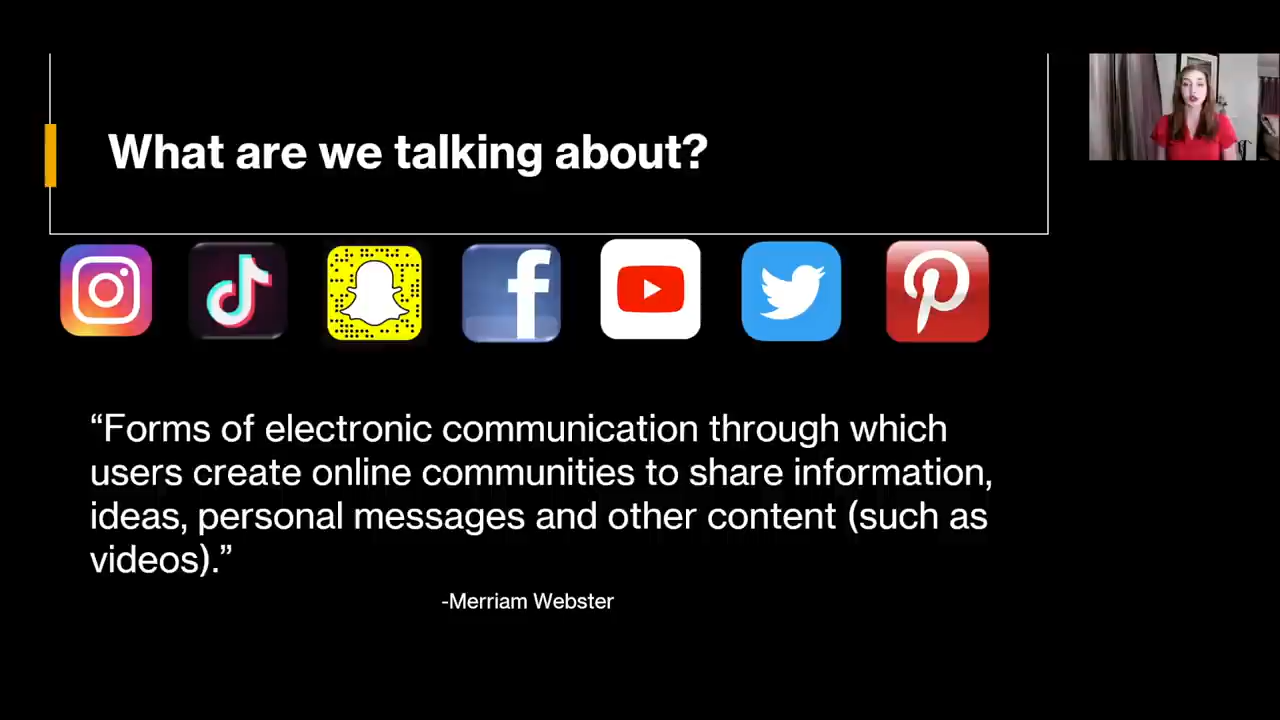 What are we talking about?
“Forms of electronic communication through which
users create online communities to share information,
ideas, personal messages and other content (such as
videos).”
-Merriam Webster